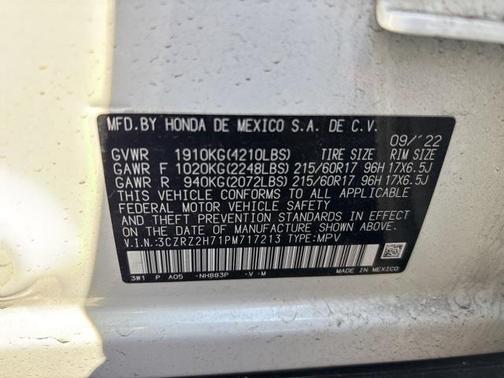 MFD.BY HONDA DE MEXICO S.A. DE C.V.
09/'22
GVWR 1910KG(4210LBS) TIRE SIZE RIM SIZE
GAWR F 1020KG(2248LBS) 215/60R17 96H 17X6.5J
GAWR R 940KG(2072LBS) 215/60R17 96H 17X6.5J
THIS VEHICLE CONFORMS TO ALL APPLICABLE
FEDERAL MOTOR VEHICLE SAFETY
AND THEFT PREVENTION STANDARDS IN EFFECT
ON THE DATE OF MANUFACTURE SHOWN ABOVE.
V.I.N.:3CZRZ2H71PM717213 TYPE:MPV
3W1 P A05 -NH883P -V -M MADE IN MEXICO